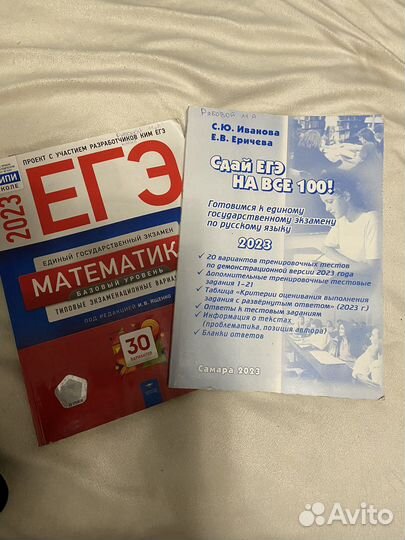 2023
ФИПИ
ШКОЛЕ
ПРОЕКТ С УЧАСТИЕМ РАЗРАБОТЧИКОВ КИМ ЕГЭ
ЕГЭ
ЕДИНЫЙ ГОСУДАРСТВЕННЫЙ ЭКЗАМЕН
МАТЕМАТИК
БАЗОВЫЙ УРОВЕНЬ
ТИПОВЫЕ ЭКЗАМЕНАЦИОННЫЕ ВАРИАН
ПОД РЕДАКЦИЕЙ И.В. ЯЩЕНКО
30
ВАРИАНТОВ
С.Ю. Иванова
Е.В. Еричева
Сдай ЕГЭ
НА ВСЕ 100!
Готовимся к единому
государственному экзамену
по русскому языку
2023
✓ 20 вариантов тренировочных тестов
по демонстрационной версии 2023 года
✓ Дополнительные тренировочные тестовые
задания 1–21
✓ Таблица «Критерии оценивания выполнения
задания с развёрнутым ответом» (2023 г.)
✓ Ответы к тестовым заданиям
✓ Информация о текстах
(проблематика, позиция автора)
✓ Бланки ответов
Самара 2023
Avito